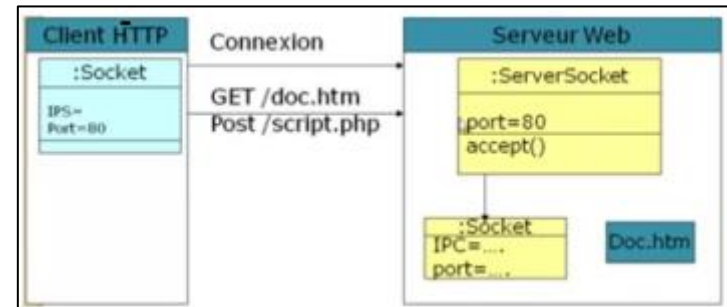 Client HTTP
:Socket
IPS=
Port=80
Connexion
GET /doc.htm
Post /script.php
Serveur Web
:ServerSocket
port=80
accept()
:Socket
IPC=....
port=....
Doc.htm